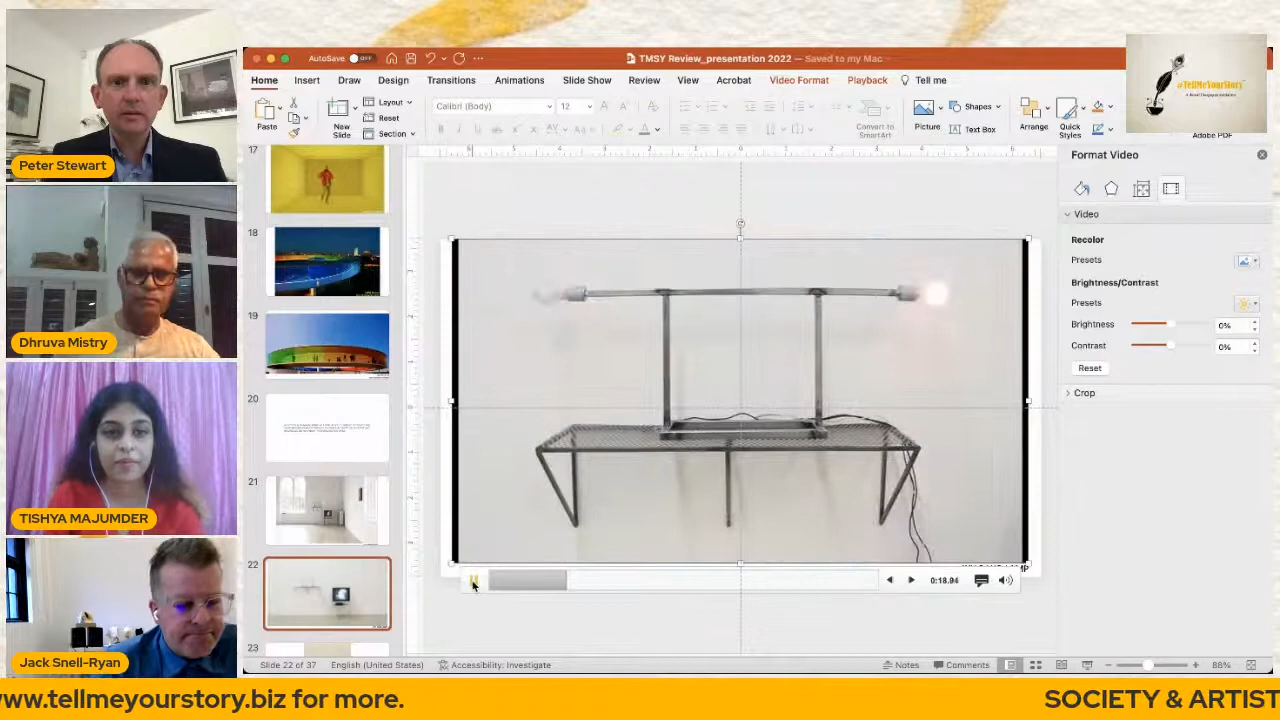 Peter Stewart
Dhruva Mistry
TISHYA MAJUMDER
Jack Snell-Ryan
AutoSave OFF
TMSY Review_presentation 2022 — Saved to my Mac
#TellMeYourStory
Home Insert Draw Design Transitions Animations Slide Show Review View Acrobat Video Format Playback Tell me
Paste
New Slide
Layout
Reset
Section
Calibri (Body) 12
Convert to SmartArt
Picture
Shapes
Text Box
Arrange
Quick Styles
Adobe PDF
17
18
19
20
21
22
23
0:18.94
Format Video
Video
Recolor
Presets
Brightness/Contrast
Presets
Brightness 0%
Contrast 0%
Reset
Crop
Slide 22 of 37 English (United States) Accessibility: Investigate Notes Comments 88%
www.tellmeyourstory.biz for more. SOCIETY & ARTIST